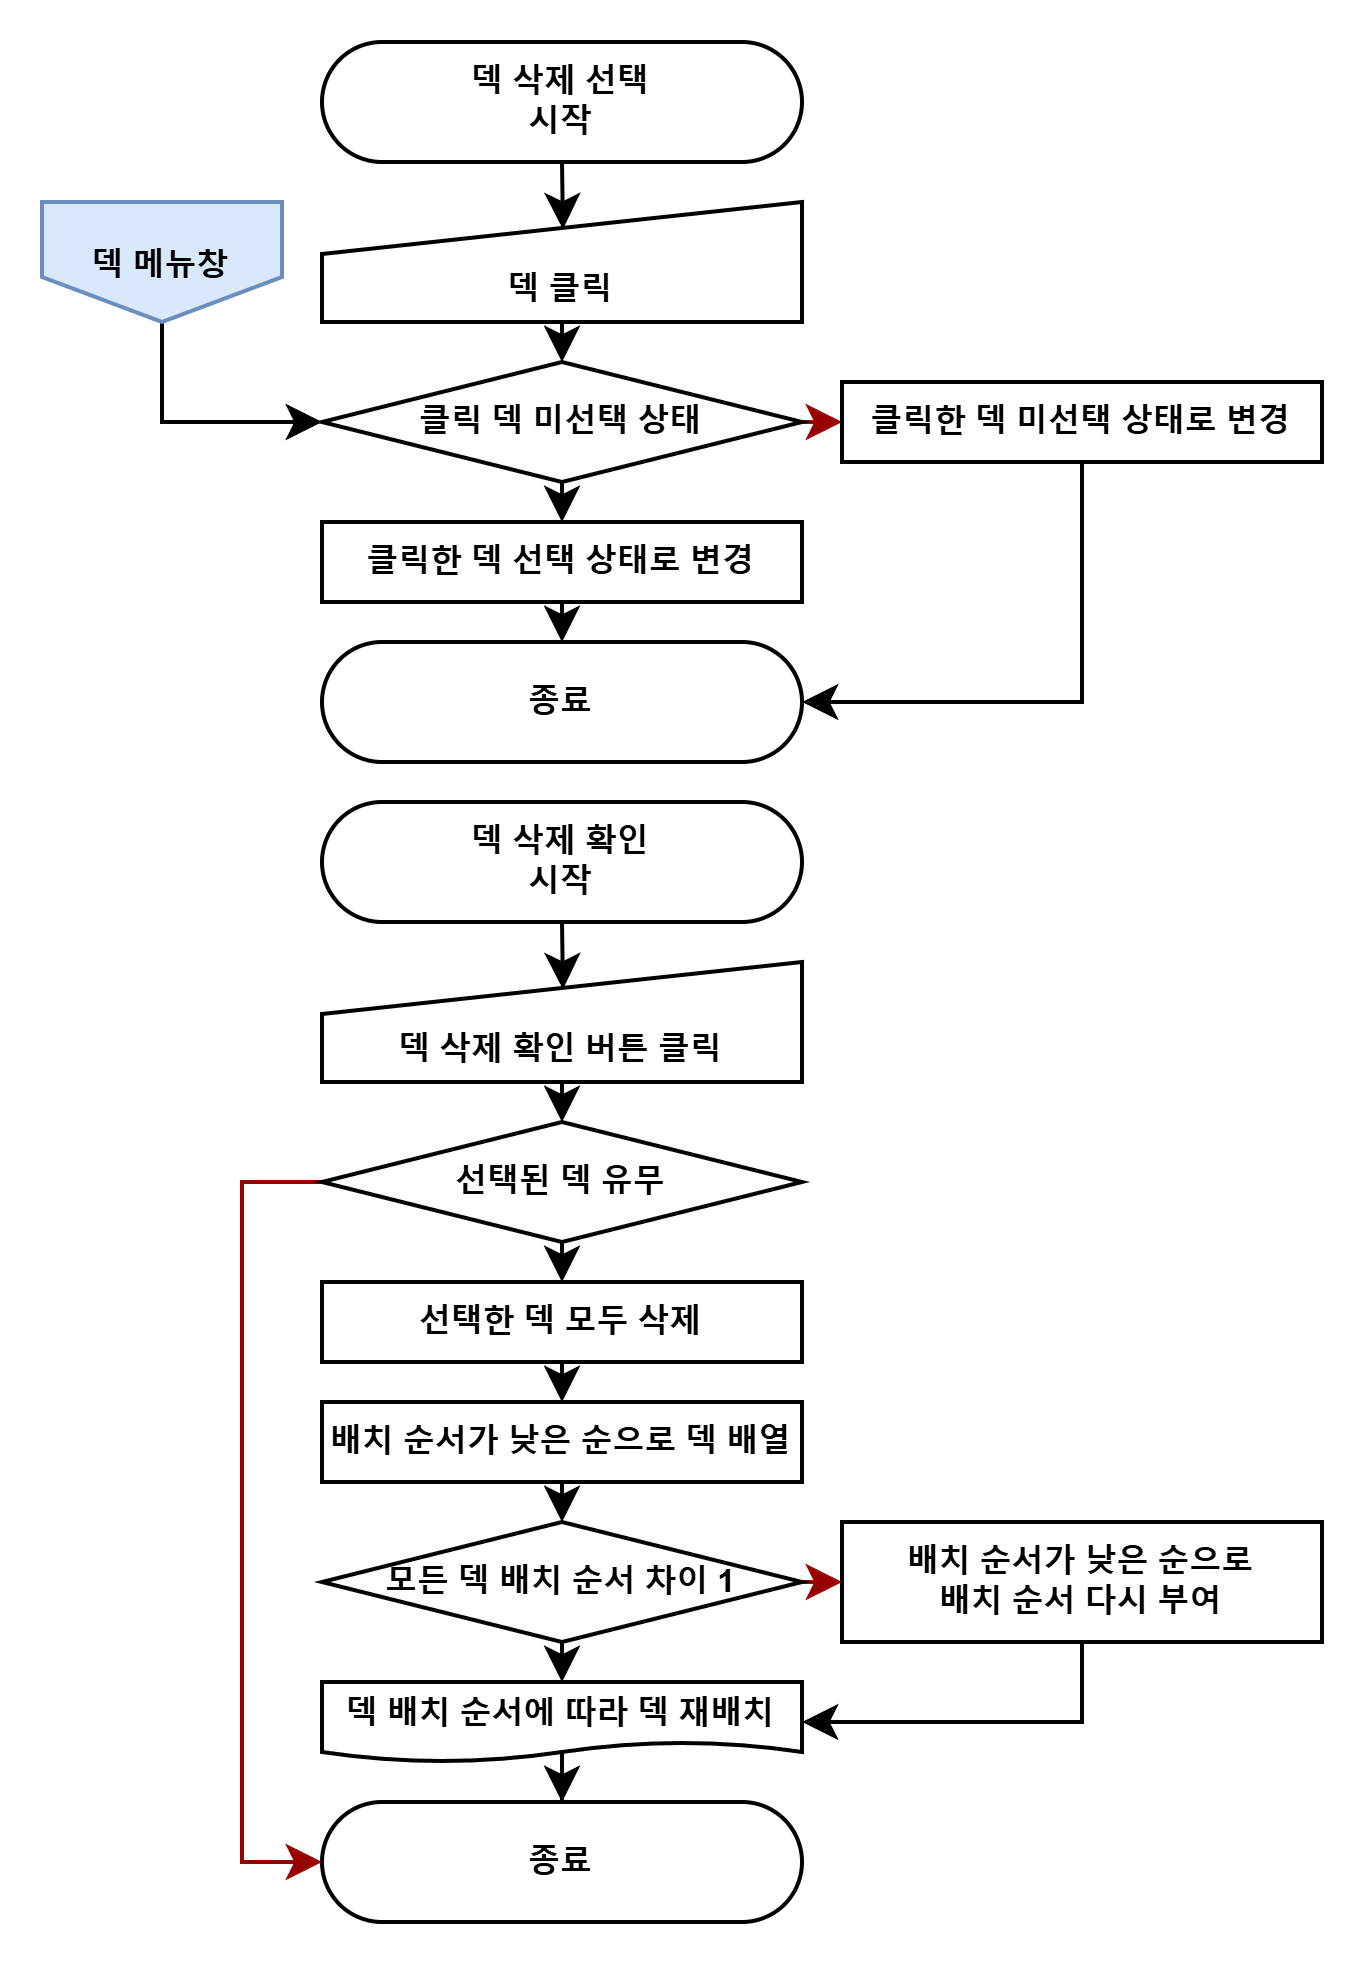 덱 삭제 선택
시작
덱 메뉴창
덱 클릭
클릭 덱 미선택 상태
클릭한 덱 미선택 상태로 변경
클릭한 덱 선택 상태로 변경
종료
덱 삭제 확인
시작
덱 삭제 확인 버튼 클릭
선택된 덱 유무
선택한 덱 모두 삭제
배치 순서가 낮은 순으로 덱 배열
모든 덱 배치 순서 차이 1
배치 순서가 낮은 순으로
배치 순서 다시 부여
덱 배치 순서에 따라 덱 재배치
종료